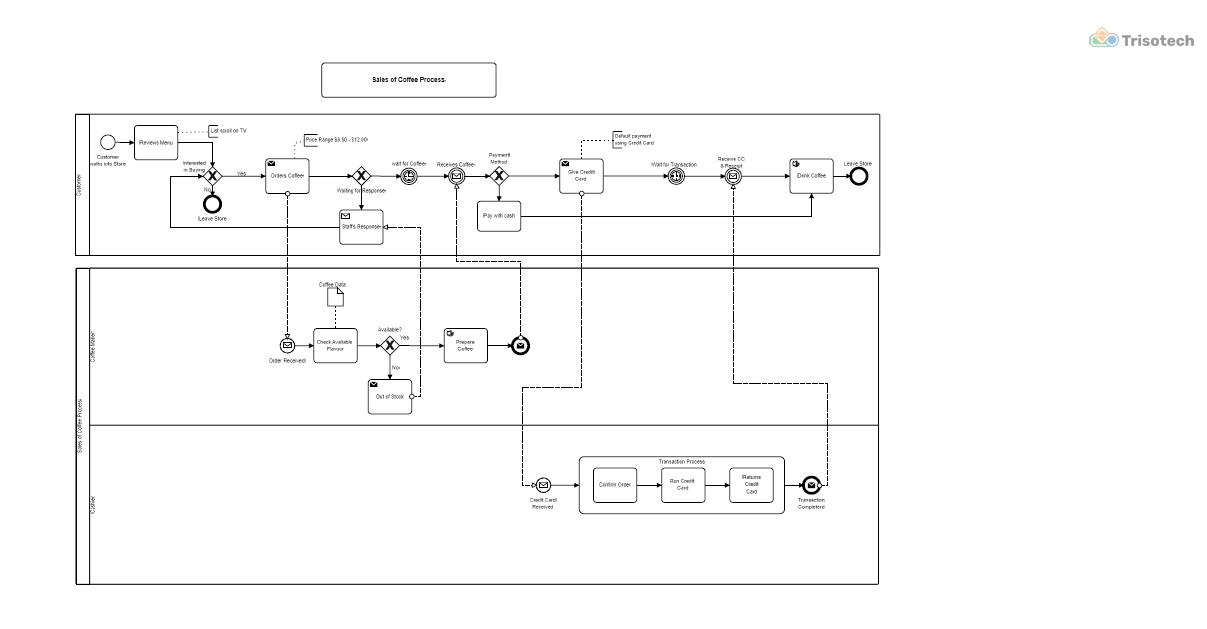 Trisotech
Sales of Coffee Process
Customer
Customer
walks into Store
Reviews Menu
List scroll on TV
Interested
in Buying
Yes
No
Leave Store
Orders Coffee
Price Range $6.50 - $12.00
Waiting for Response
Staff's Response
wait for Coffee
Receives Coffee
Payment
Method
Pay with cash
Give Credit
Card
Default payment
using Credit Card
Wait for Transaction
Receive CC
& Receipt
Drink Coffee
Leave Store
Sales of Coffee Process
Coffee Maker
Order Received
Coffee Data
Check Available
Flavour
Available?
Yes
No
Out of Stock
Prepare
Coffee
Cashier
Credit Card
Received
Transaction Process
Confirm Order
Run Credit
Card
Returns
Credit
Card
Transaction
Completed